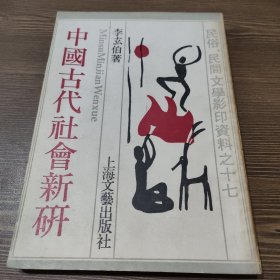 民俗、民間文學影印資料之十七
李玄伯著
MinsuMinjianWenxue
中國古代社會新研
上海文藝出版社